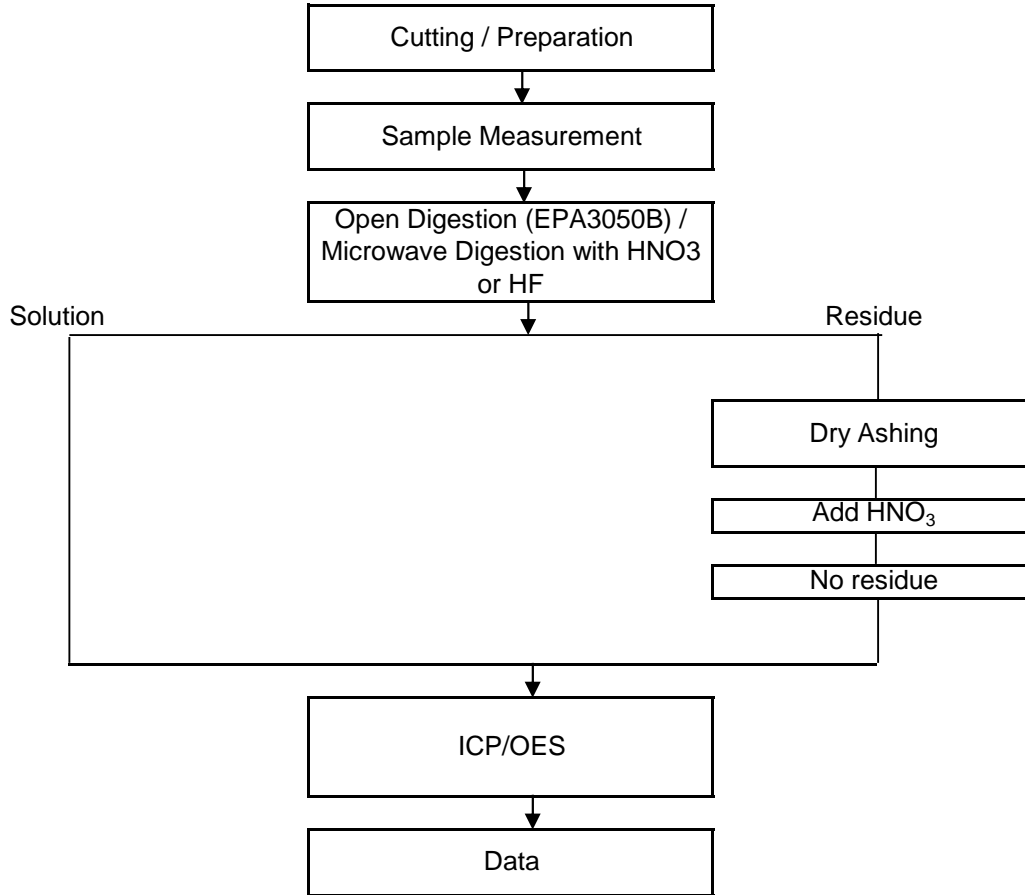 Cutting / Preparation
Sample Measurement
Open Digestion (EPA3050B) /
Microwave Digestion with HNO3
or HF
Solution
Residue
Dry Ashing
Add HNO₃
No residue
ICP/OES
Data